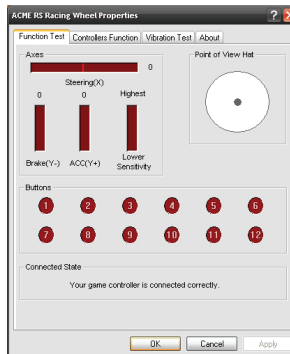 ACME RS Racing Wheel Properties
Function Test Controllers Function Vibration Test About
Axes
0
Steering(X)
0 0 Highest
Brake(Y-) ACC(Y+) Lower
Sensitivity
Point of View Hat
Buttons
1 2 3 4 5 6
7 8 9 10 11 12
Connected State
Your game controller is connected correctly.
OK Cancel Apply